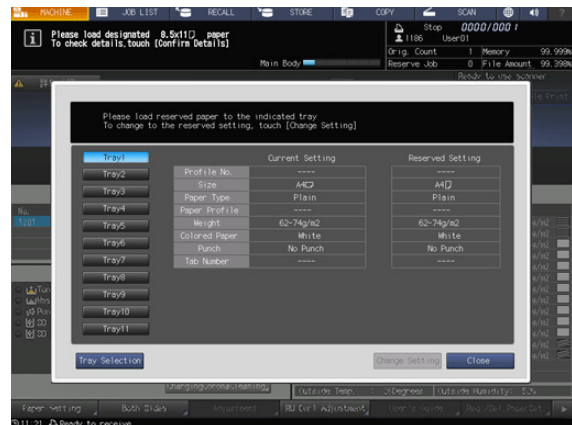 MACHINE JOB LIST RECALL STORE COPY SCAN
Please load designated 8.5x11 paper
To check details,touch [Confirm Details]
Main Body
Stop 0000/0001
1186 User01
Orig. Count 1 Memory 99.999%
Reserve Job 0 File Amount 99.398%
Ready to use scanner
Please load reserved paper to the indicated tray
To change to the reserved setting, touch [Change Setting]
Tray1
Tray2
Tray3
Tray4
Tray5
Tray6
Tray7
Tray8
Tray9
Tray10
Tray11
Current Setting Reserved Setting
Profile No. ---- ----
Size A4 A4
Paper Type Plain Plain
Paper Profile ---- ----
Weight 62-74g/m2 62-74g/m2
Colored Paper White White
Punch No Punch No Punch
Tab Number ---- ----
No.
Tray Selection Change Setting Close
Outside Temp. Outside Humidity:
Paper Setting Both Sides Adjustment RU Curl Adjustment User's Guide
11:21 Ready to receive